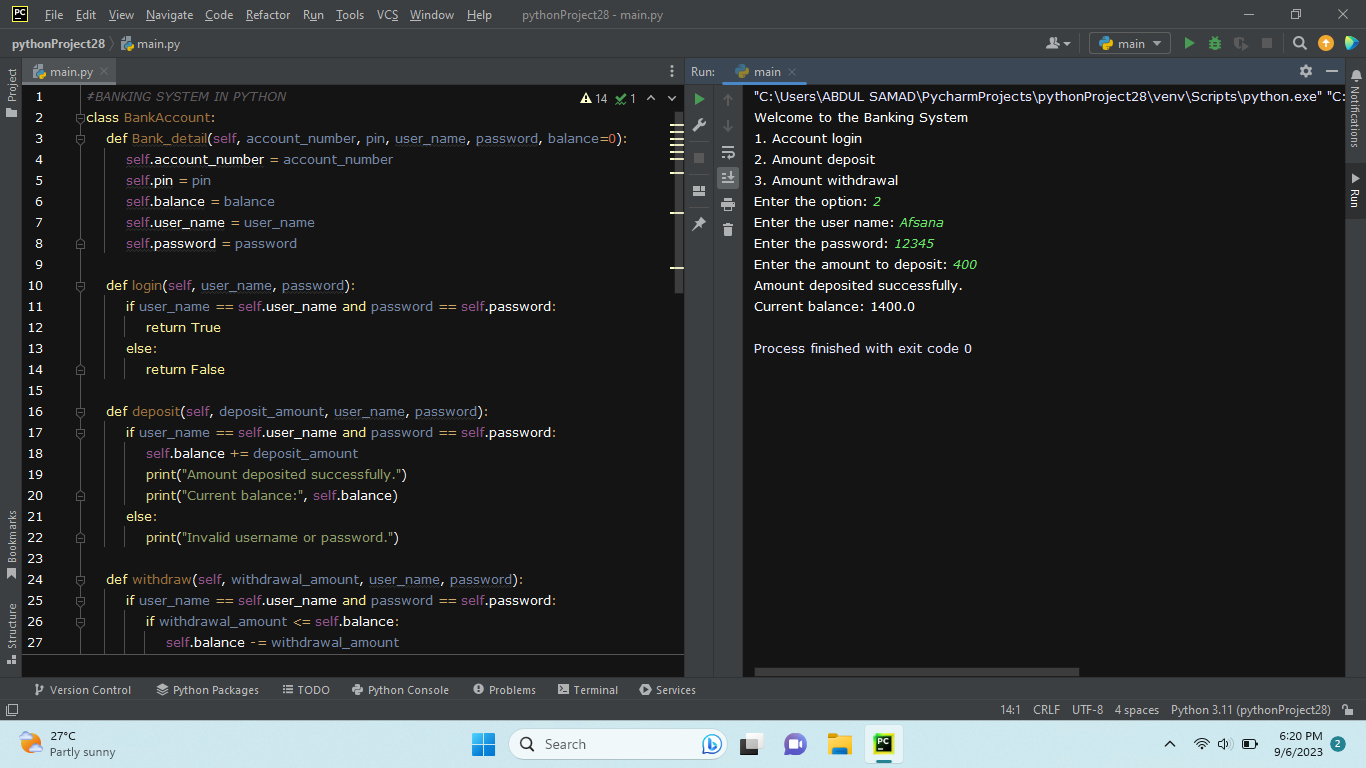 PC File Edit View Navigate Code Refactor Run Tools VCS Window Help pythonProject28 - main.py
pythonProject28 main.py main
main.py Run: main
Project
Bookmarks
Structure
14 1
1 #BANKING SYSTEM IN PYTHON
2 class BankAccount:
3 def Bank_detail(self, account_number, pin, user_name, password, balance=0):
4 self.account_number = account_number
5 self.pin = pin
6 self.balance = balance
7 self.user_name = user_name
8 self.password = password
9
10 def login(self, user_name, password):
11 if user_name == self.user_name and password == self.password:
12 return True
13 else:
14 return False
15
16 def deposit(self, deposit_amount, user_name, password):
17 if user_name == self.user_name and password == self.password:
18 self.balance += deposit_amount
19 print("Amount deposited successfully.")
20 print("Current balance:", self.balance)
21 else:
22 print("Invalid username or password.")
23
24 def withdraw(self, withdrawal_amount, user_name, password):
25 if user_name == self.user_name and password == self.password:
26 if withdrawal_amount <= self.balance:
27 self.balance -= withdrawal_amount
"C:\Users\ABDUL SAMAD\PycharmProjects\pythonProject28\venv\Scripts\python.exe" "C:
Welcome to the Banking System
1. Account login
2. Amount deposit
3. Amount withdrawal
Enter the option: 2
Enter the user name: Afsana
Enter the password: 12345
Enter the amount to deposit: 400
Amount deposited successfully.
Current balance: 1400.0
Process finished with exit code 0
Notifications
Run
Version Control Python Packages TODO Python Console Problems Terminal Services
14:1 CRLF UTF-8 4 spaces Python 3.11 (pythonProject28)
27°C
Partly sunny
Search
PC
6:20 PM
9/6/2023
2